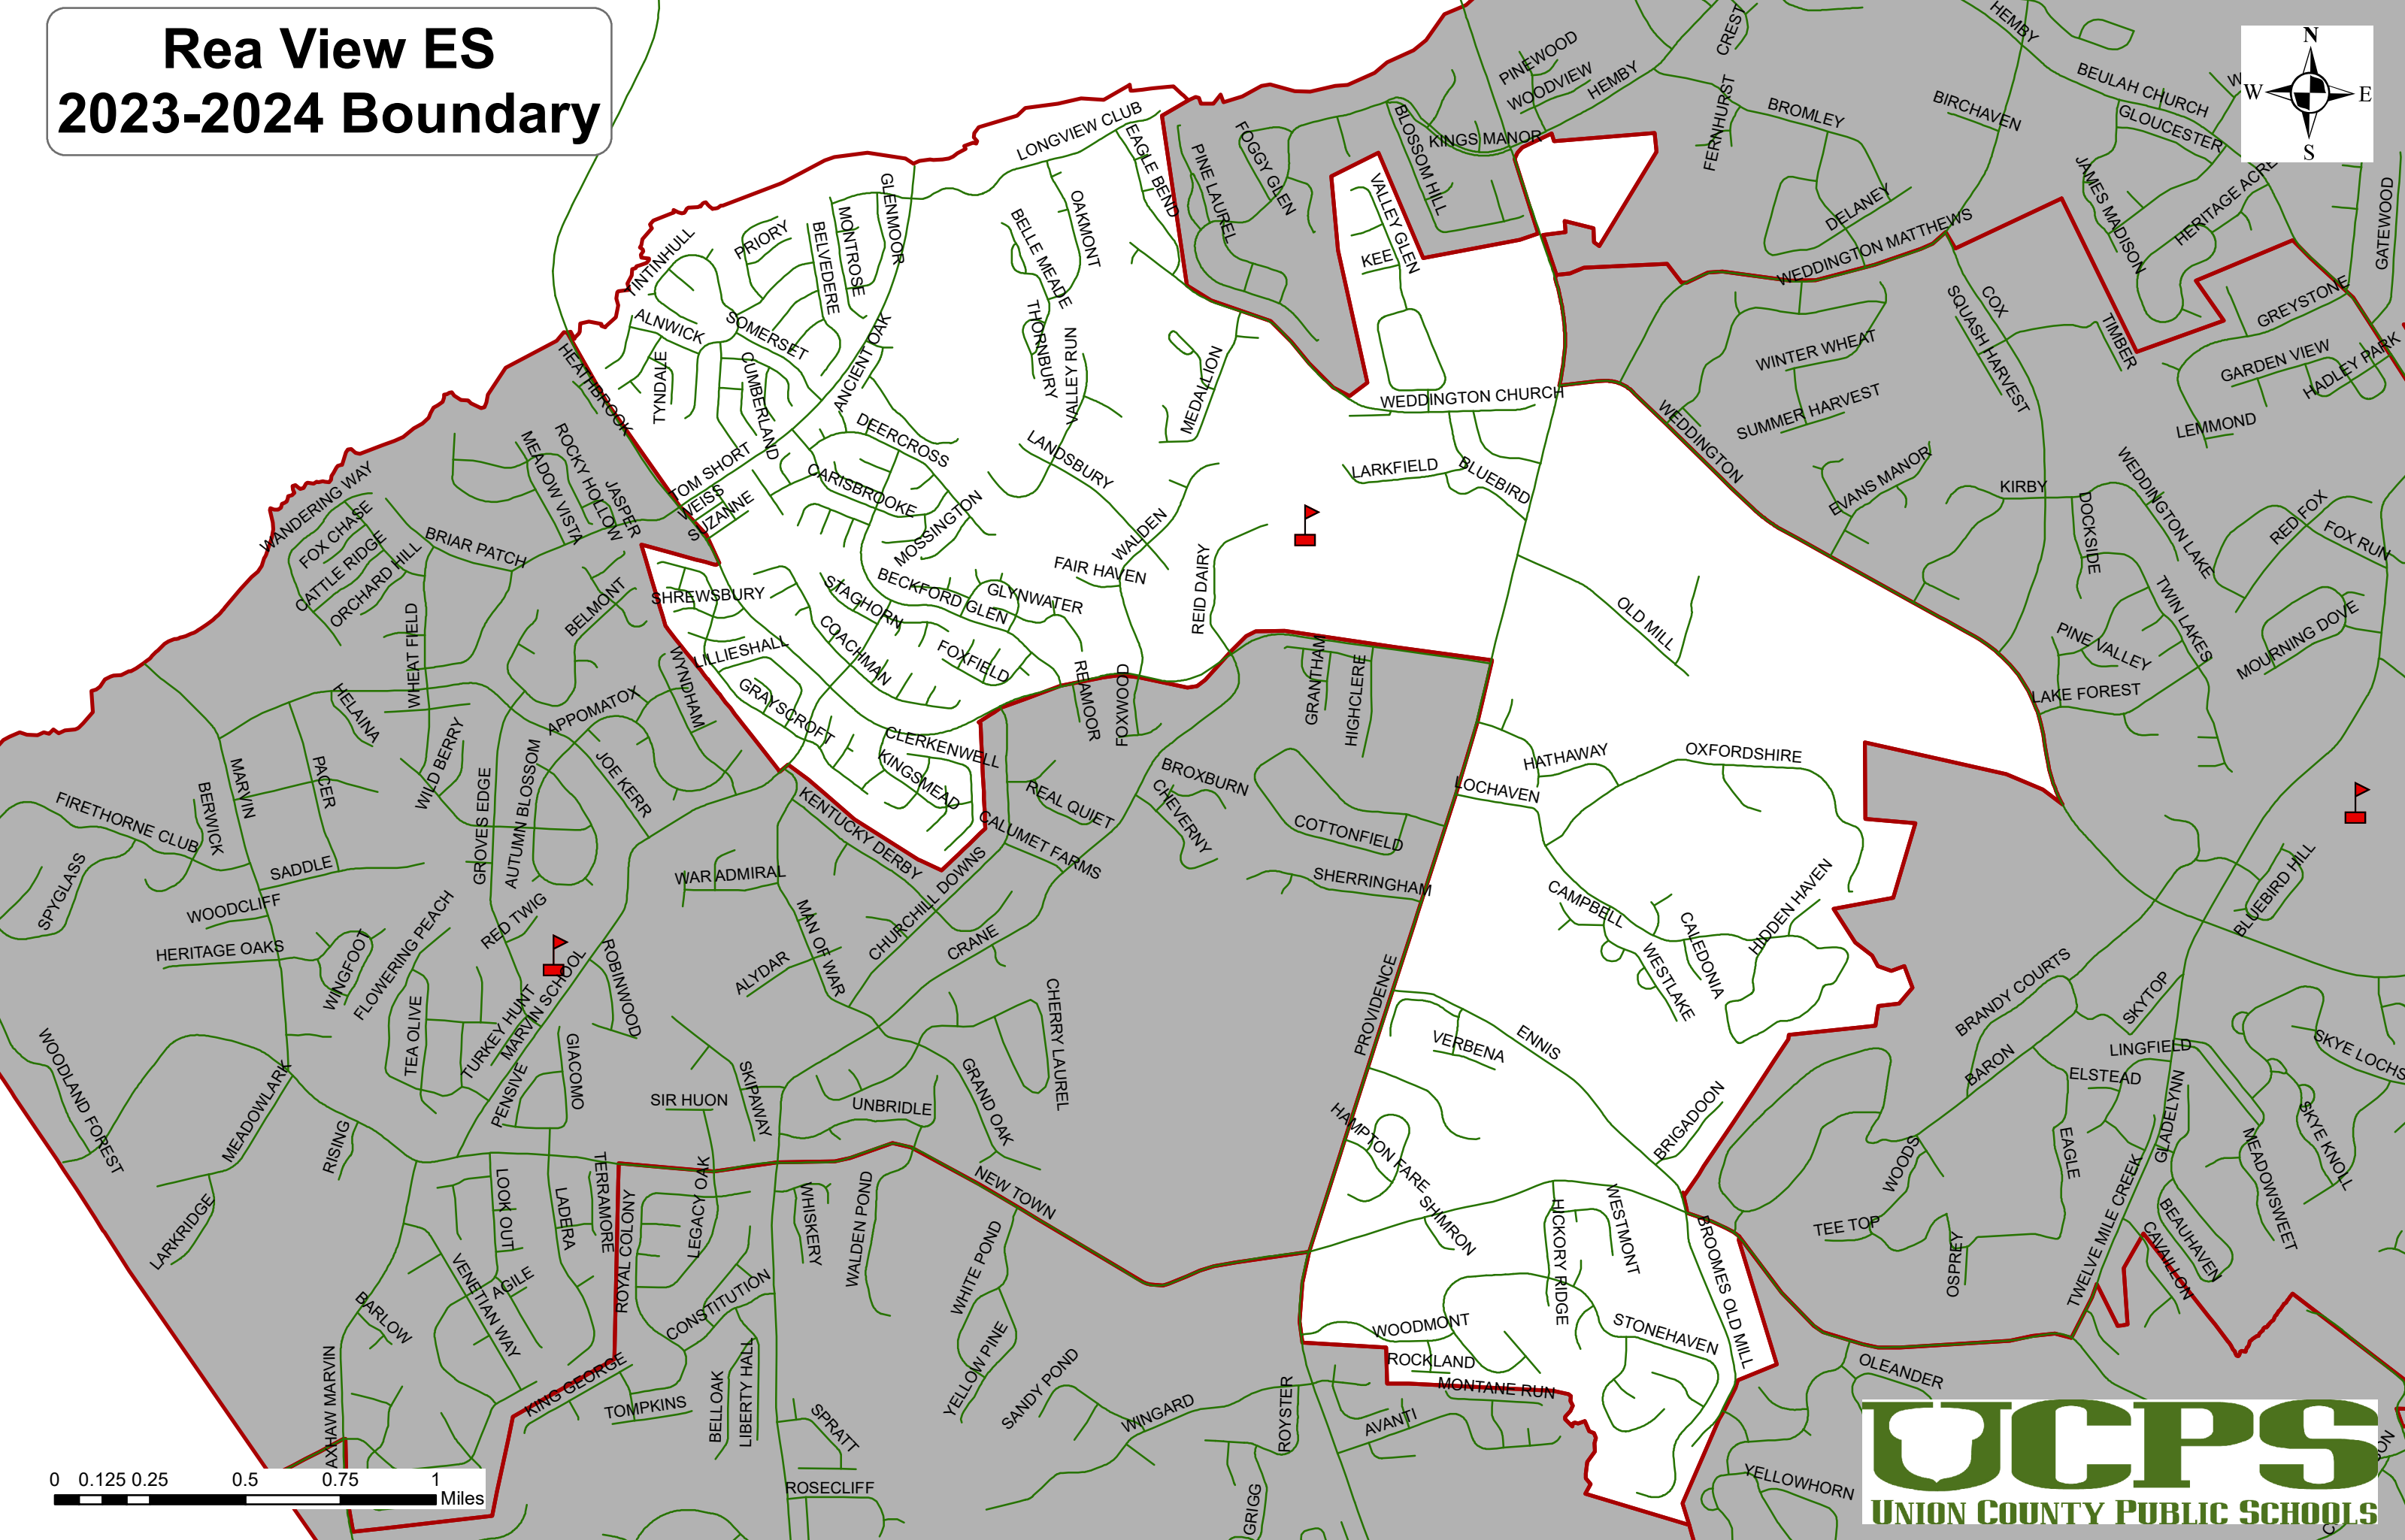 Rea View ES
2023-2024 Boundary
N
W
E
S
HEMBY
CREST
PINEWOOD
WOODVIEW
HEMBY
BEULAH CHURCH
GLOUCESTER
BIRCHAVEN
BROMLEY
FERNHURST
KINGS MANOR
BLOSSOM HILL
LONGVIEW CLUB
EAGLE BEND
PINE LAUREL
FOGGY GLEN
VALLEY GLEN
KEE
DELANEY
WEDDINGTON MATTHEWS
JAMES MADISON
HERITAGE ACRE
GATEWOOD
GREYSTONE
GARDEN VIEW
HADLEY PARK
LEMMOND
TIMBER
COX
SQUASH HARVEST
WINTER WHEAT
SUMMER HARVEST
WEDDINGTON
EVANS MANOR
KIRBY
DOCKSIDE
WEDDINGTON LAKE
RED FOX
FOX RUN
TWIN LAKES
PINE VALLEY
MOURNING DOVE
LAKE FOREST
GLENMOOR
MONTROSE
BELVEDERE
PRIORY
TINTINHULL
ALNWICK
SOMERSET
TYNDALE
CUMBERLAND
ANCIENT OAK
OAKMONT
BELLE MEADE
THORNBURY
VALLEY RUN
MEDALLION
WEDDINGTON CHURCH
LARKFIELD
BLUEBIRD
HEATHBROOK
ROCKY HOLLOW
MEADOW VISTA
JASPER
TOM SHORT
WEISS
SUZANNE
DEERCROSS
CARISBROOKE
MOSSINGTON
LANDSBURY
WALDEN
FAIR HAVEN
REID DAIRY
WANDERING WAY
FOX CHASE
CATTLE RIDGE
ORCHARD HILL
BRIAR PATCH
WHEAT FIELD
BELMONT
SHREWSBURY
LILLIESHALL
STAGHORN
BECKFORD GLEN
GLYNWATER
COACHMAN
FOXFIELD
GRAYSCROFT
CLERKENWELL
KINGSMEAD
WYNDHAM
REAMOOR
FOXWOOD
GRANTHAM
HIGHCLERE
OLD MILL
HATHAWAY
OXFORDSHIRE
LOCHAVEN
HELAINA
APPOMATOX
JOE KERR
WILD BERRY
GROVES EDGE
AUTUMN BLOSSOM
MARVIN
PACER
BERWICK
FIRETHORNE CLUB
SPYGLASS
SADDLE
WOODCLIFF
HERITAGE OAKS
WINGFOOT
FLOWERING PEACH
RED TWIG
KENTUCKY DERBY
WAR ADMIRAL
MAN OF WAR
ALYDAR
CHURCHILL DOWNS
CRANE
CALUMET FARMS
REAL QUIET
BROXBURN
CHEVERNY
COTTONFIELD
SHERRINGHAM
CAMPBELL
WESTLAKE
CALEDONIA
HIDDEN HAVEN
BLUEBIRD HILL
BRANDY COURTS
SKYTOP
BARON
LINGFIELD
ELSTEAD
SKYE LOCHS
SKYE KNOLL
GLADELYNN
MEADOWSWEET
EAGLE
WOODS
TEE TOP
OSPREY
TWELVE MILE CREEK
BEAUHAVEN
CAVAILLON
PROVIDENCE
VERBENA
ENNIS
BRIGADOON
HAMPTON FARE
SHIMRON
HICKORY RIDGE
WESTMONT
BROOMES OLD MILL
STONEHAVEN
WOODMONT
ROCKLAND
MONTANE RUN
AVANTI
ROYSTER
WINGARD
GRIGG
OLEANDER
YELLOWHORN
CHERRY LAUREL
GRAND OAK
UNBRIDLE
SKIPAWAY
SIR HUON
ROBINWOOD
MARVIN SCHOOL
TURKEY HUNT
TEA OLIVE
PENSIVE
GIACOMO
WOODLAND FOREST
MEADOWLARK
RISING
LARKRIDGE
LOOK OUT
LADERA
TERRAMORE
ROYAL COLONY
LEGACY OAK
WHISKERY
WALDEN POND
NEW TOWN
WHITE POND
YELLOW PINE
SANDY POND
CONSTITUTION
VENETIAN WAY
AGILE
BARLOW
AXHAW MARVIN
KING GEORGE
TOMPKINS
BELLOAK
LIBERTY HALL
SPRATT
ROSECLIFF
0 0.125 0.25 0.5 0.75 1
Miles
UCPS
UNION COUNTY PUBLIC SCHOOLS